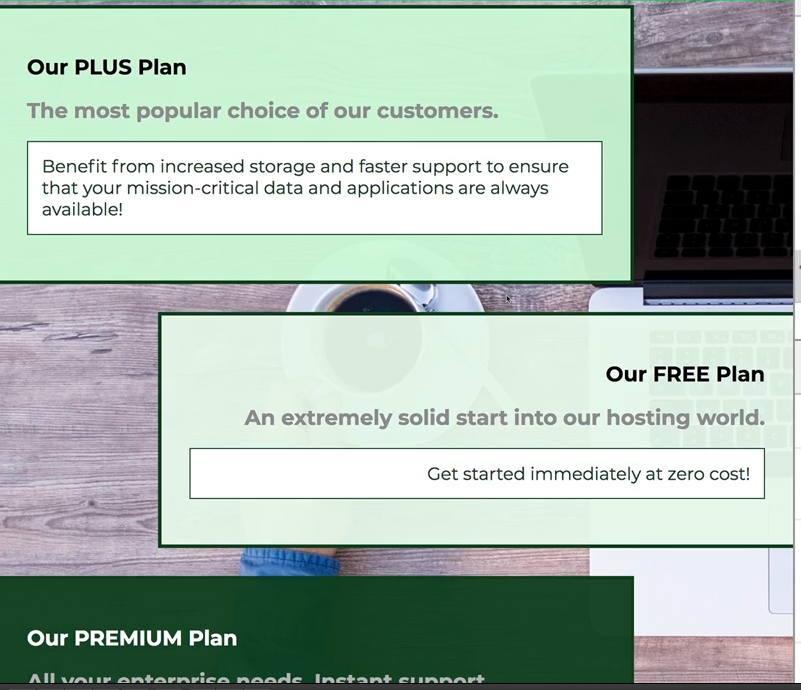 Our PLUS Plan
The most popular choice of our customers.
Benefit from increased storage and faster support to ensure
that your mission-critical data and applications are always
available!
Our FREE Plan
An extremely solid start into our hosting world.
Get started immediately at zero cost!
Our PREMIUM Plan
All your enterprise needs. Instant support